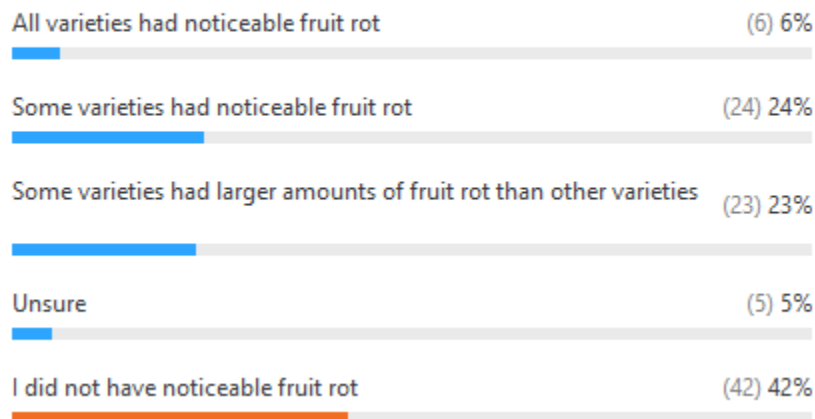 All varieties had noticeable fruit rot (6) 6%
Some varieties had noticeable fruit rot (24) 24%
Some varieties had larger amounts of fruit rot than other varieties (23) 23%
Unsure (5) 5%
I did not have noticeable fruit rot (42) 42%